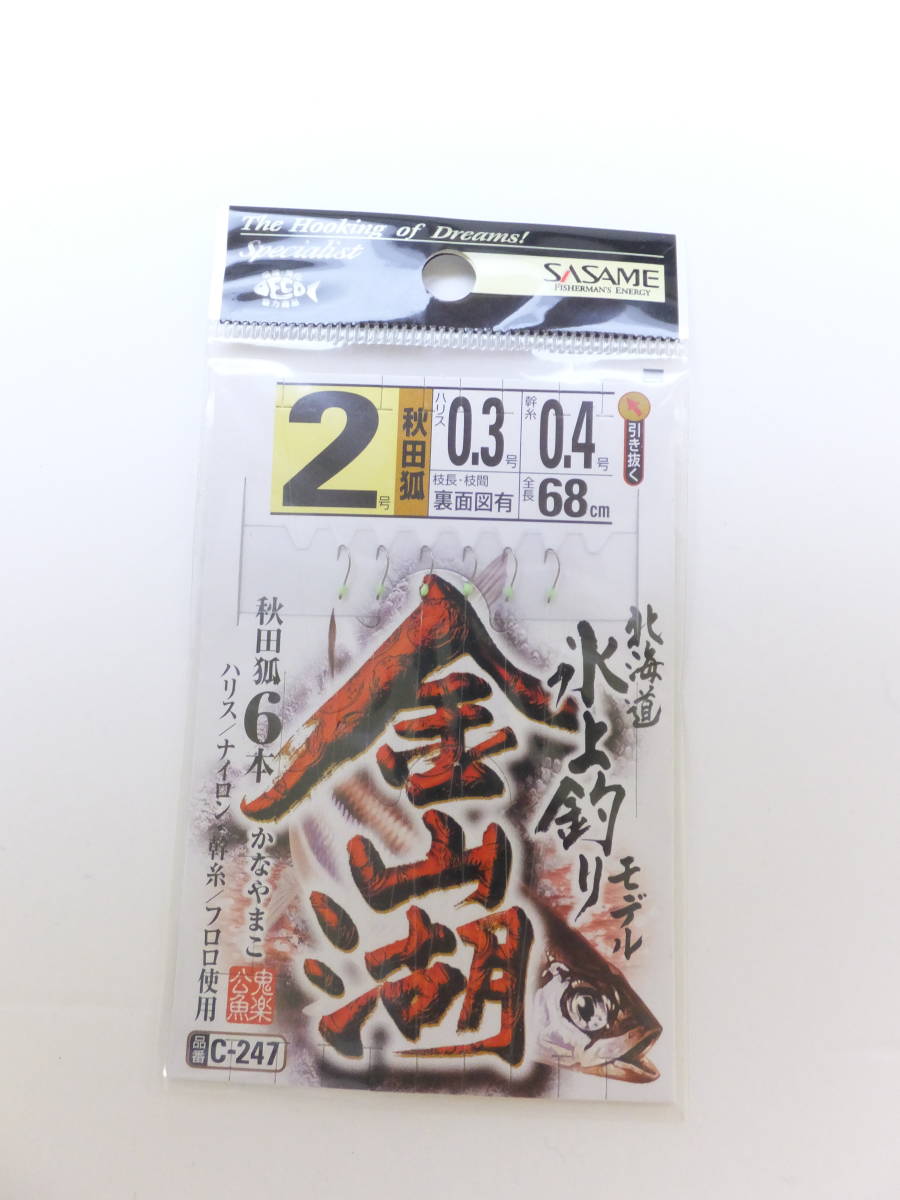 The Hooking of Dreams!
Specialist
SASAME
FISHERMAN'S ENERGY
2号
秋田狐
ハリス
0.3号
幹糸
0.4号
枝長・枝間
裏面図有
全長
68cm
引き抜く
北海道
氷上釣りモデル
金山湖
かなやまこ
秋田狐6本
ハリス/ナイロン・幹糸/フロロ使用
鬼楽
公魚
品番
C-247